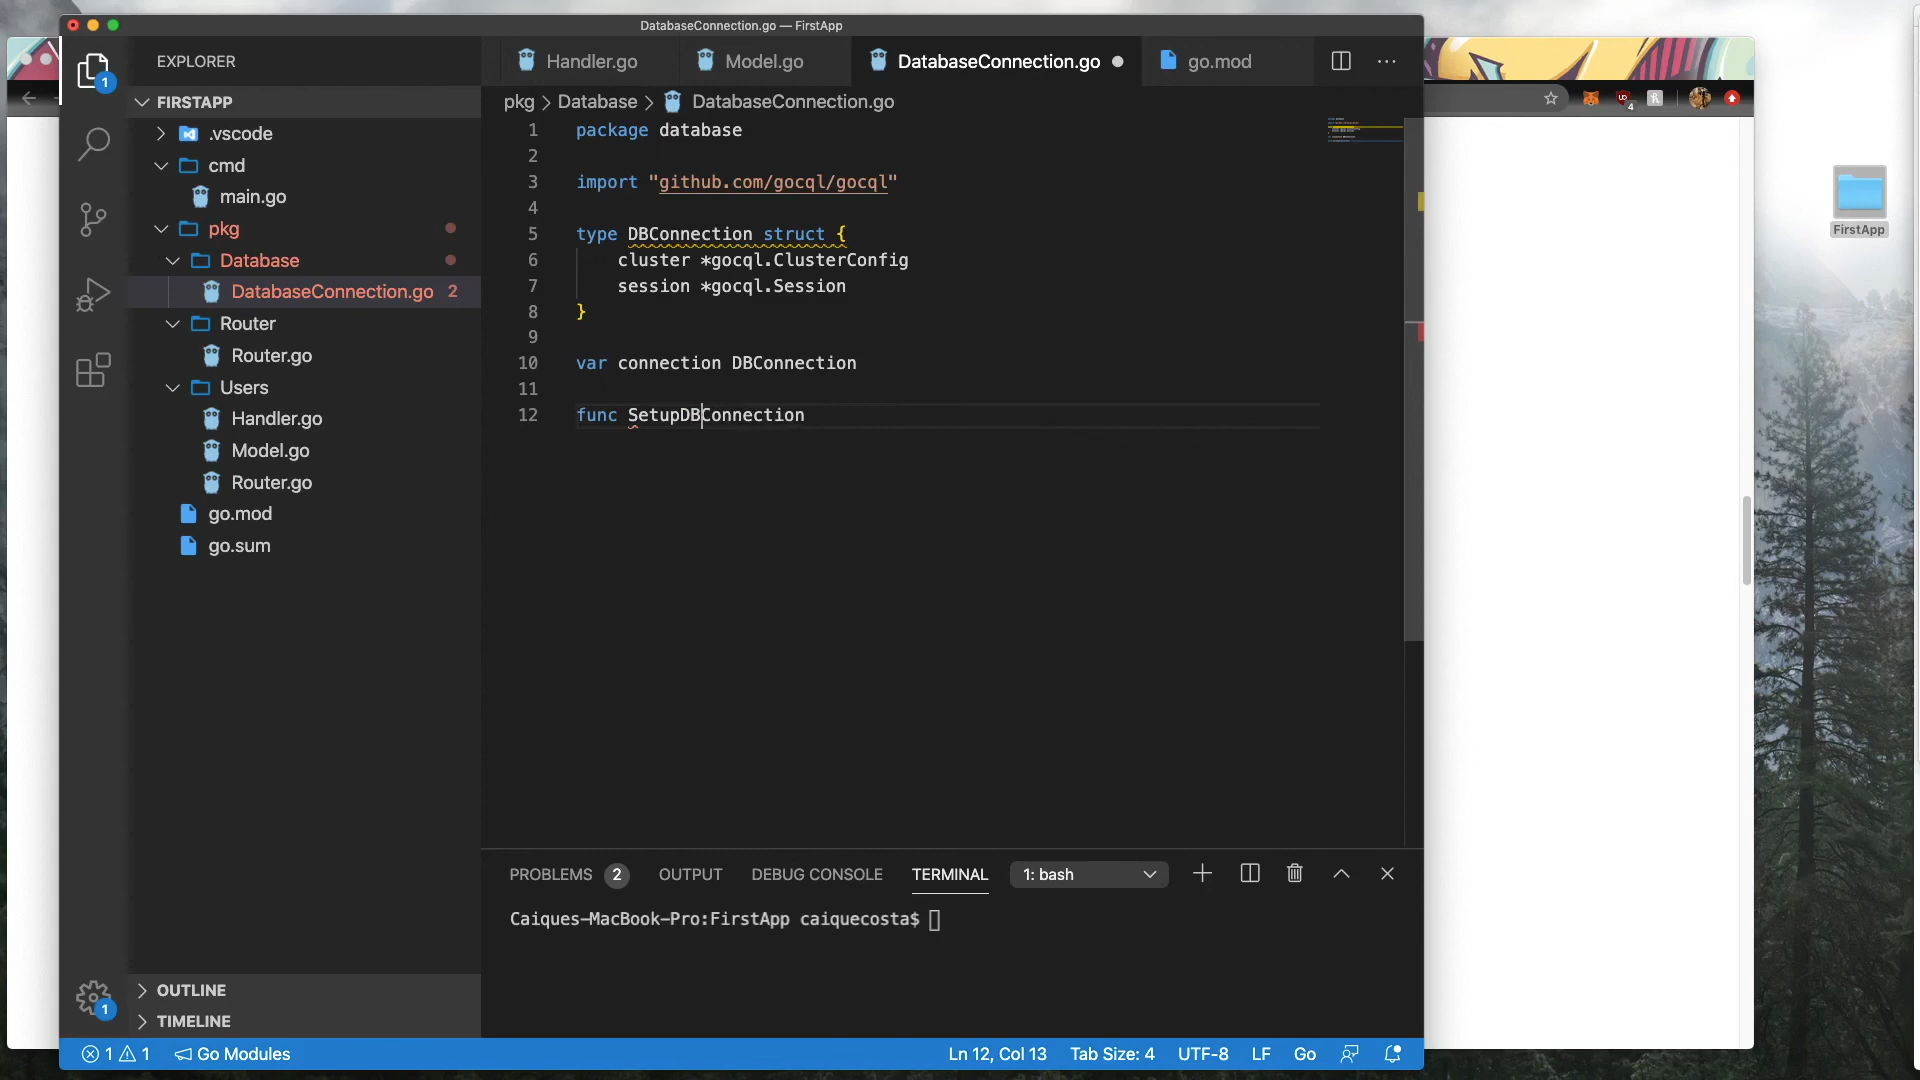 DatabaseConnection.go — FirstApp
EXPLORER
Handler.go
Model.go
DatabaseConnection.go
go.mod
1
FIRSTAPP
.vscode
cmd
main.go
pkg
Database
DatabaseConnection.go 2
Router
Router.go
Users
Handler.go
Model.go
Router.go
go.mod
go.sum
OUTLINE
TIMELINE
1
pkg > Database > DatabaseConnection.go
1 package database
2
3 import "github.com/gocql/gocql"
4
5 type DBConnection struct {
6 cluster *gocql.ClusterConfig
7 session *gocql.Session
8 }
9
10 var connection DBConnection
11
12 func SetupDBConnection
PROBLEMS 2 OUTPUT DEBUG CONSOLE TERMINAL 1: bash
Caiques-MacBook-Pro:FirstApp caiquecosta$
1 1 Go Modules Ln 12, Col 13 Tab Size: 4 UTF-8 LF Go
4
FirstApp